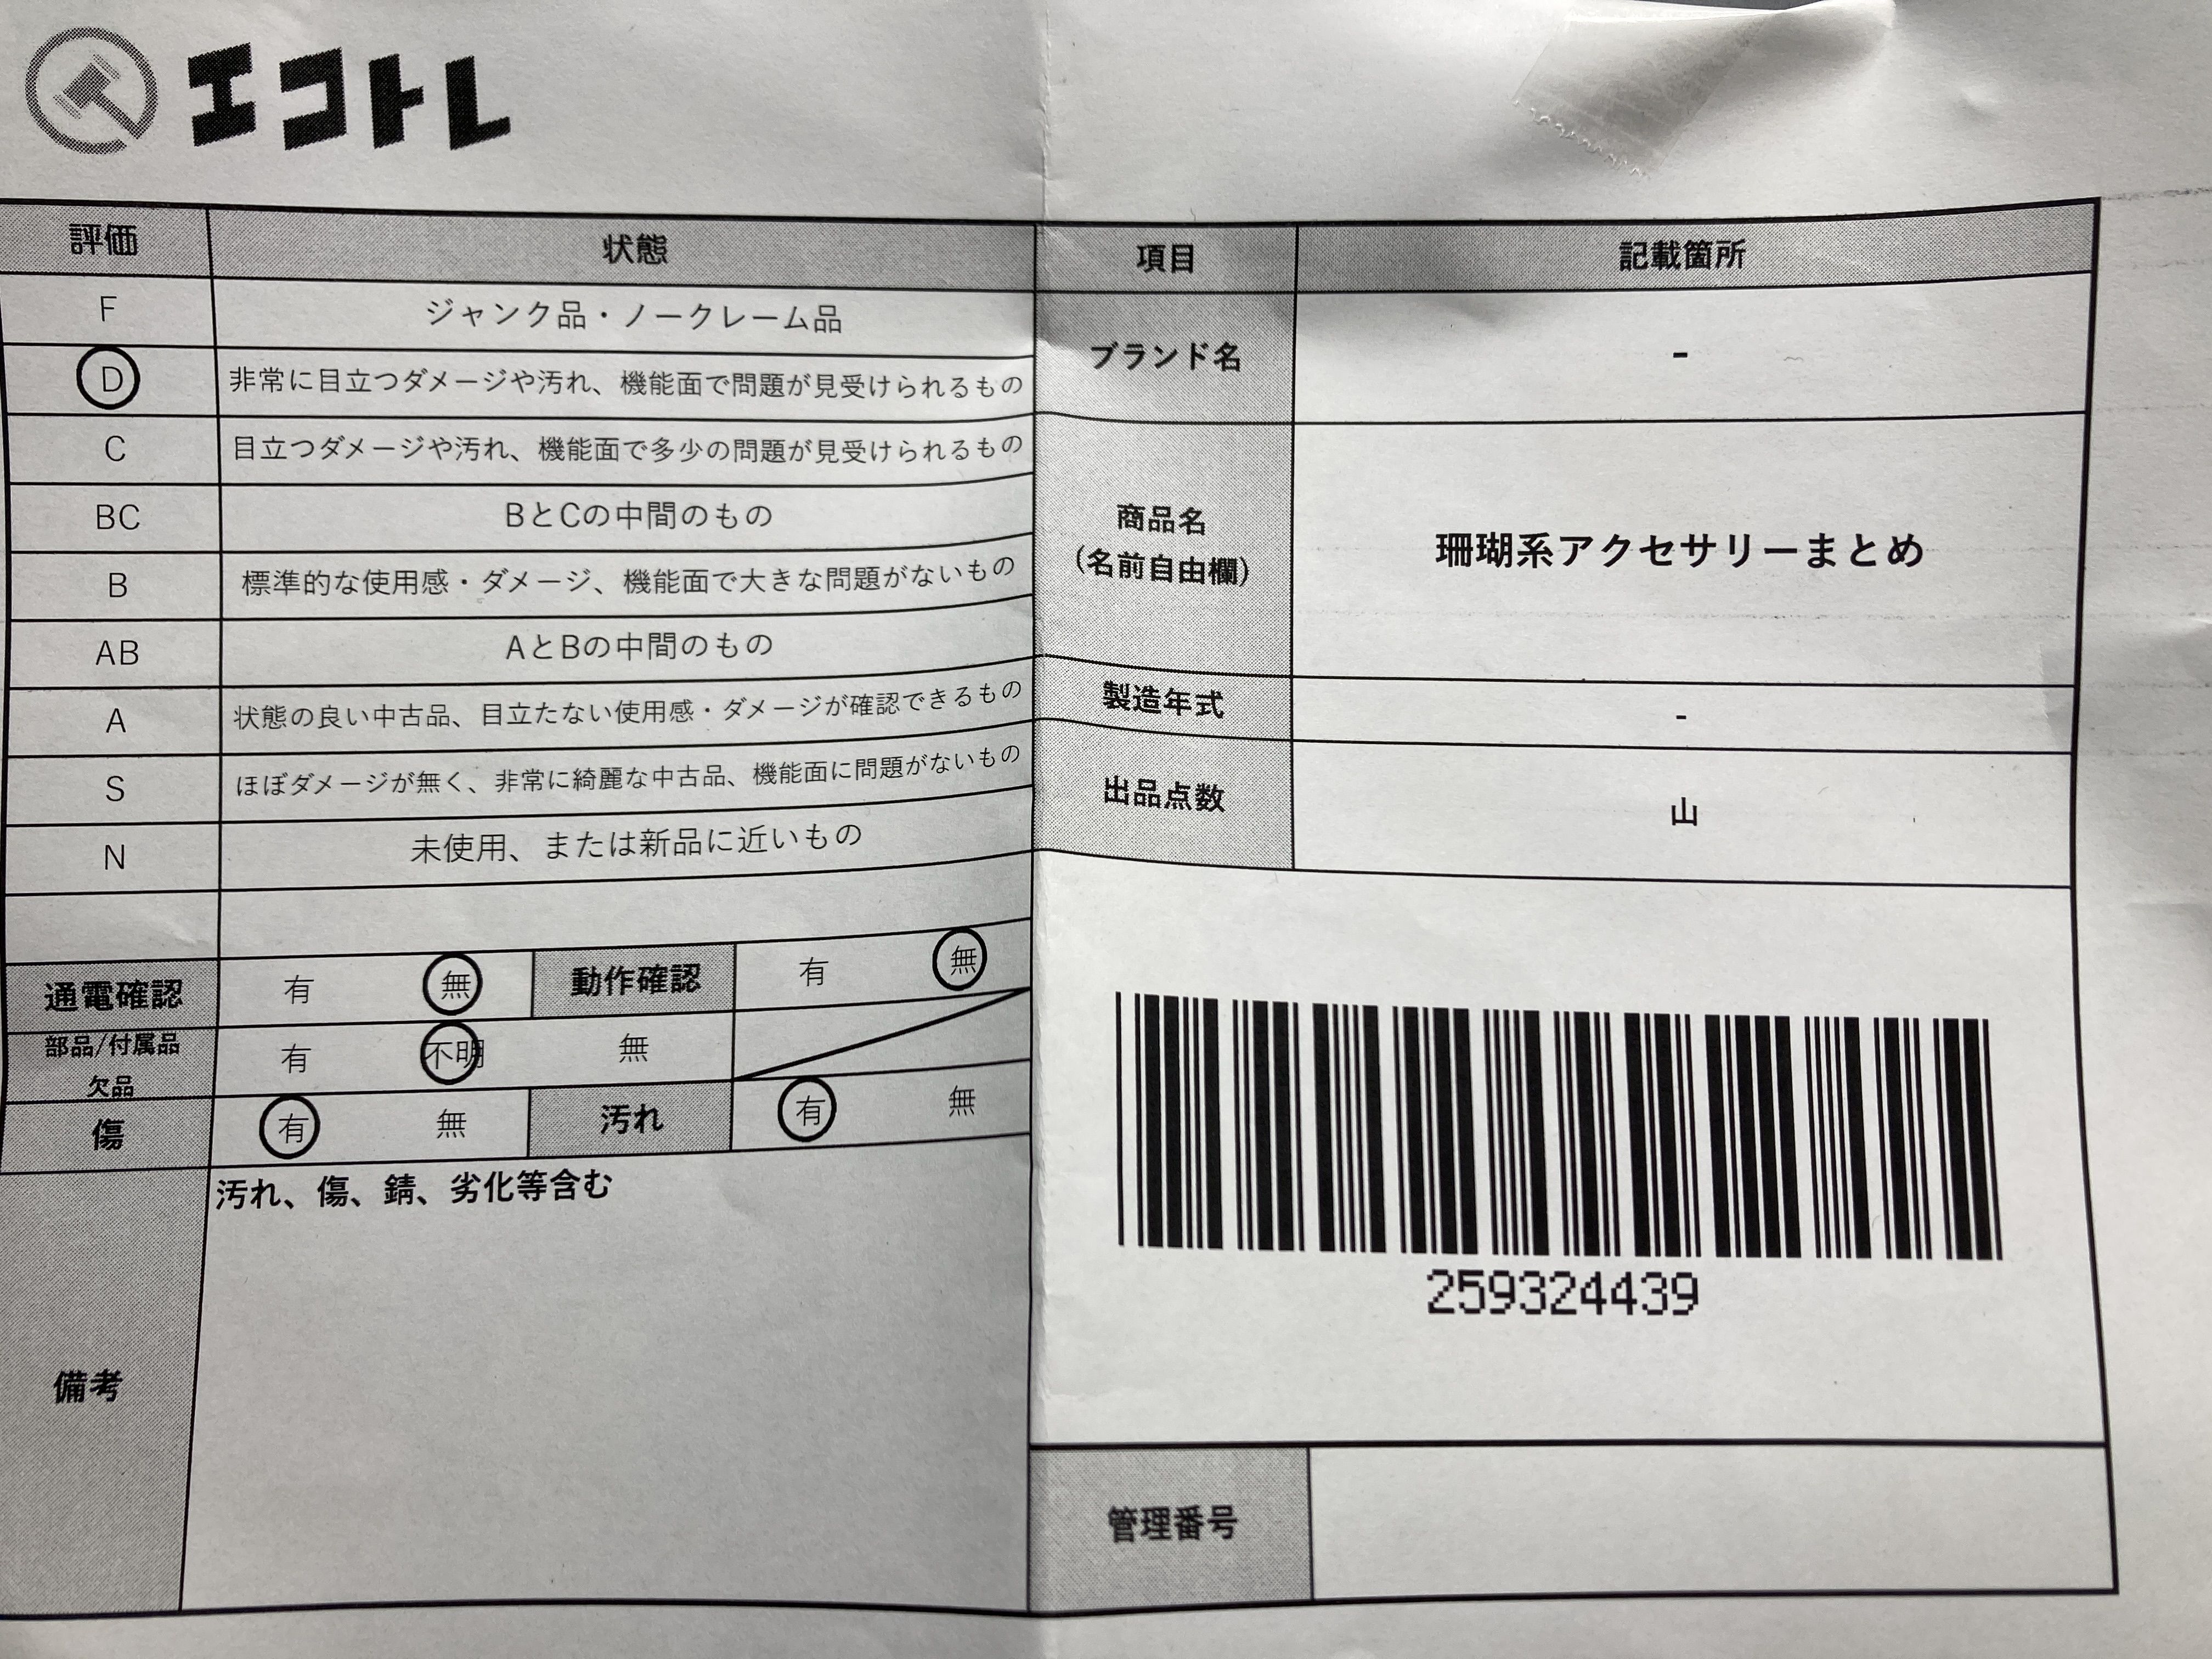 エコトレ
評価 状態
F ジャンク品・ノークレーム品
D 非常に目立つダメージや汚れ、機能面で問題が見受けられるもの
C 目立つダメージや汚れ、機能面で多少の問題が見受けられるもの
BC BとCの中間のもの
B 標準的な使用感・ダメージ、機能面で大きな問題がないもの
AB AとBの中間のもの
A 状態の良い中古品、目立たない使用感・ダメージが確認できるもの
S ほぼダメージが無く、非常に綺麗な中古品、機能面に問題がないもの
N 未使用、または新品に近いもの
通電確認 有 無 動作確認 有 無
部品/付属品
欠品 有 不明 無
傷 有 無 汚れ 有 無
備考 汚れ、傷、錆、劣化等含む
項目 記載箇所
ブランド名 -
商品名
(名前自由欄) 珊瑚系アクセサリーまとめ
製造年式 -
出品点数 山
259324439
管理番号